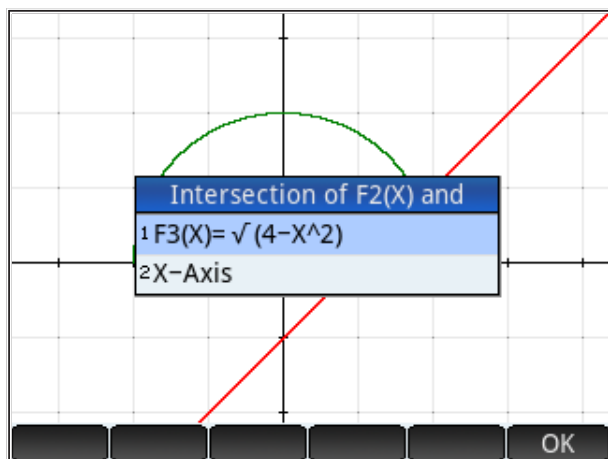 Intersection of F2(X) and
1 F3(X)= √(4−X^2)
2 X−Axis
OK